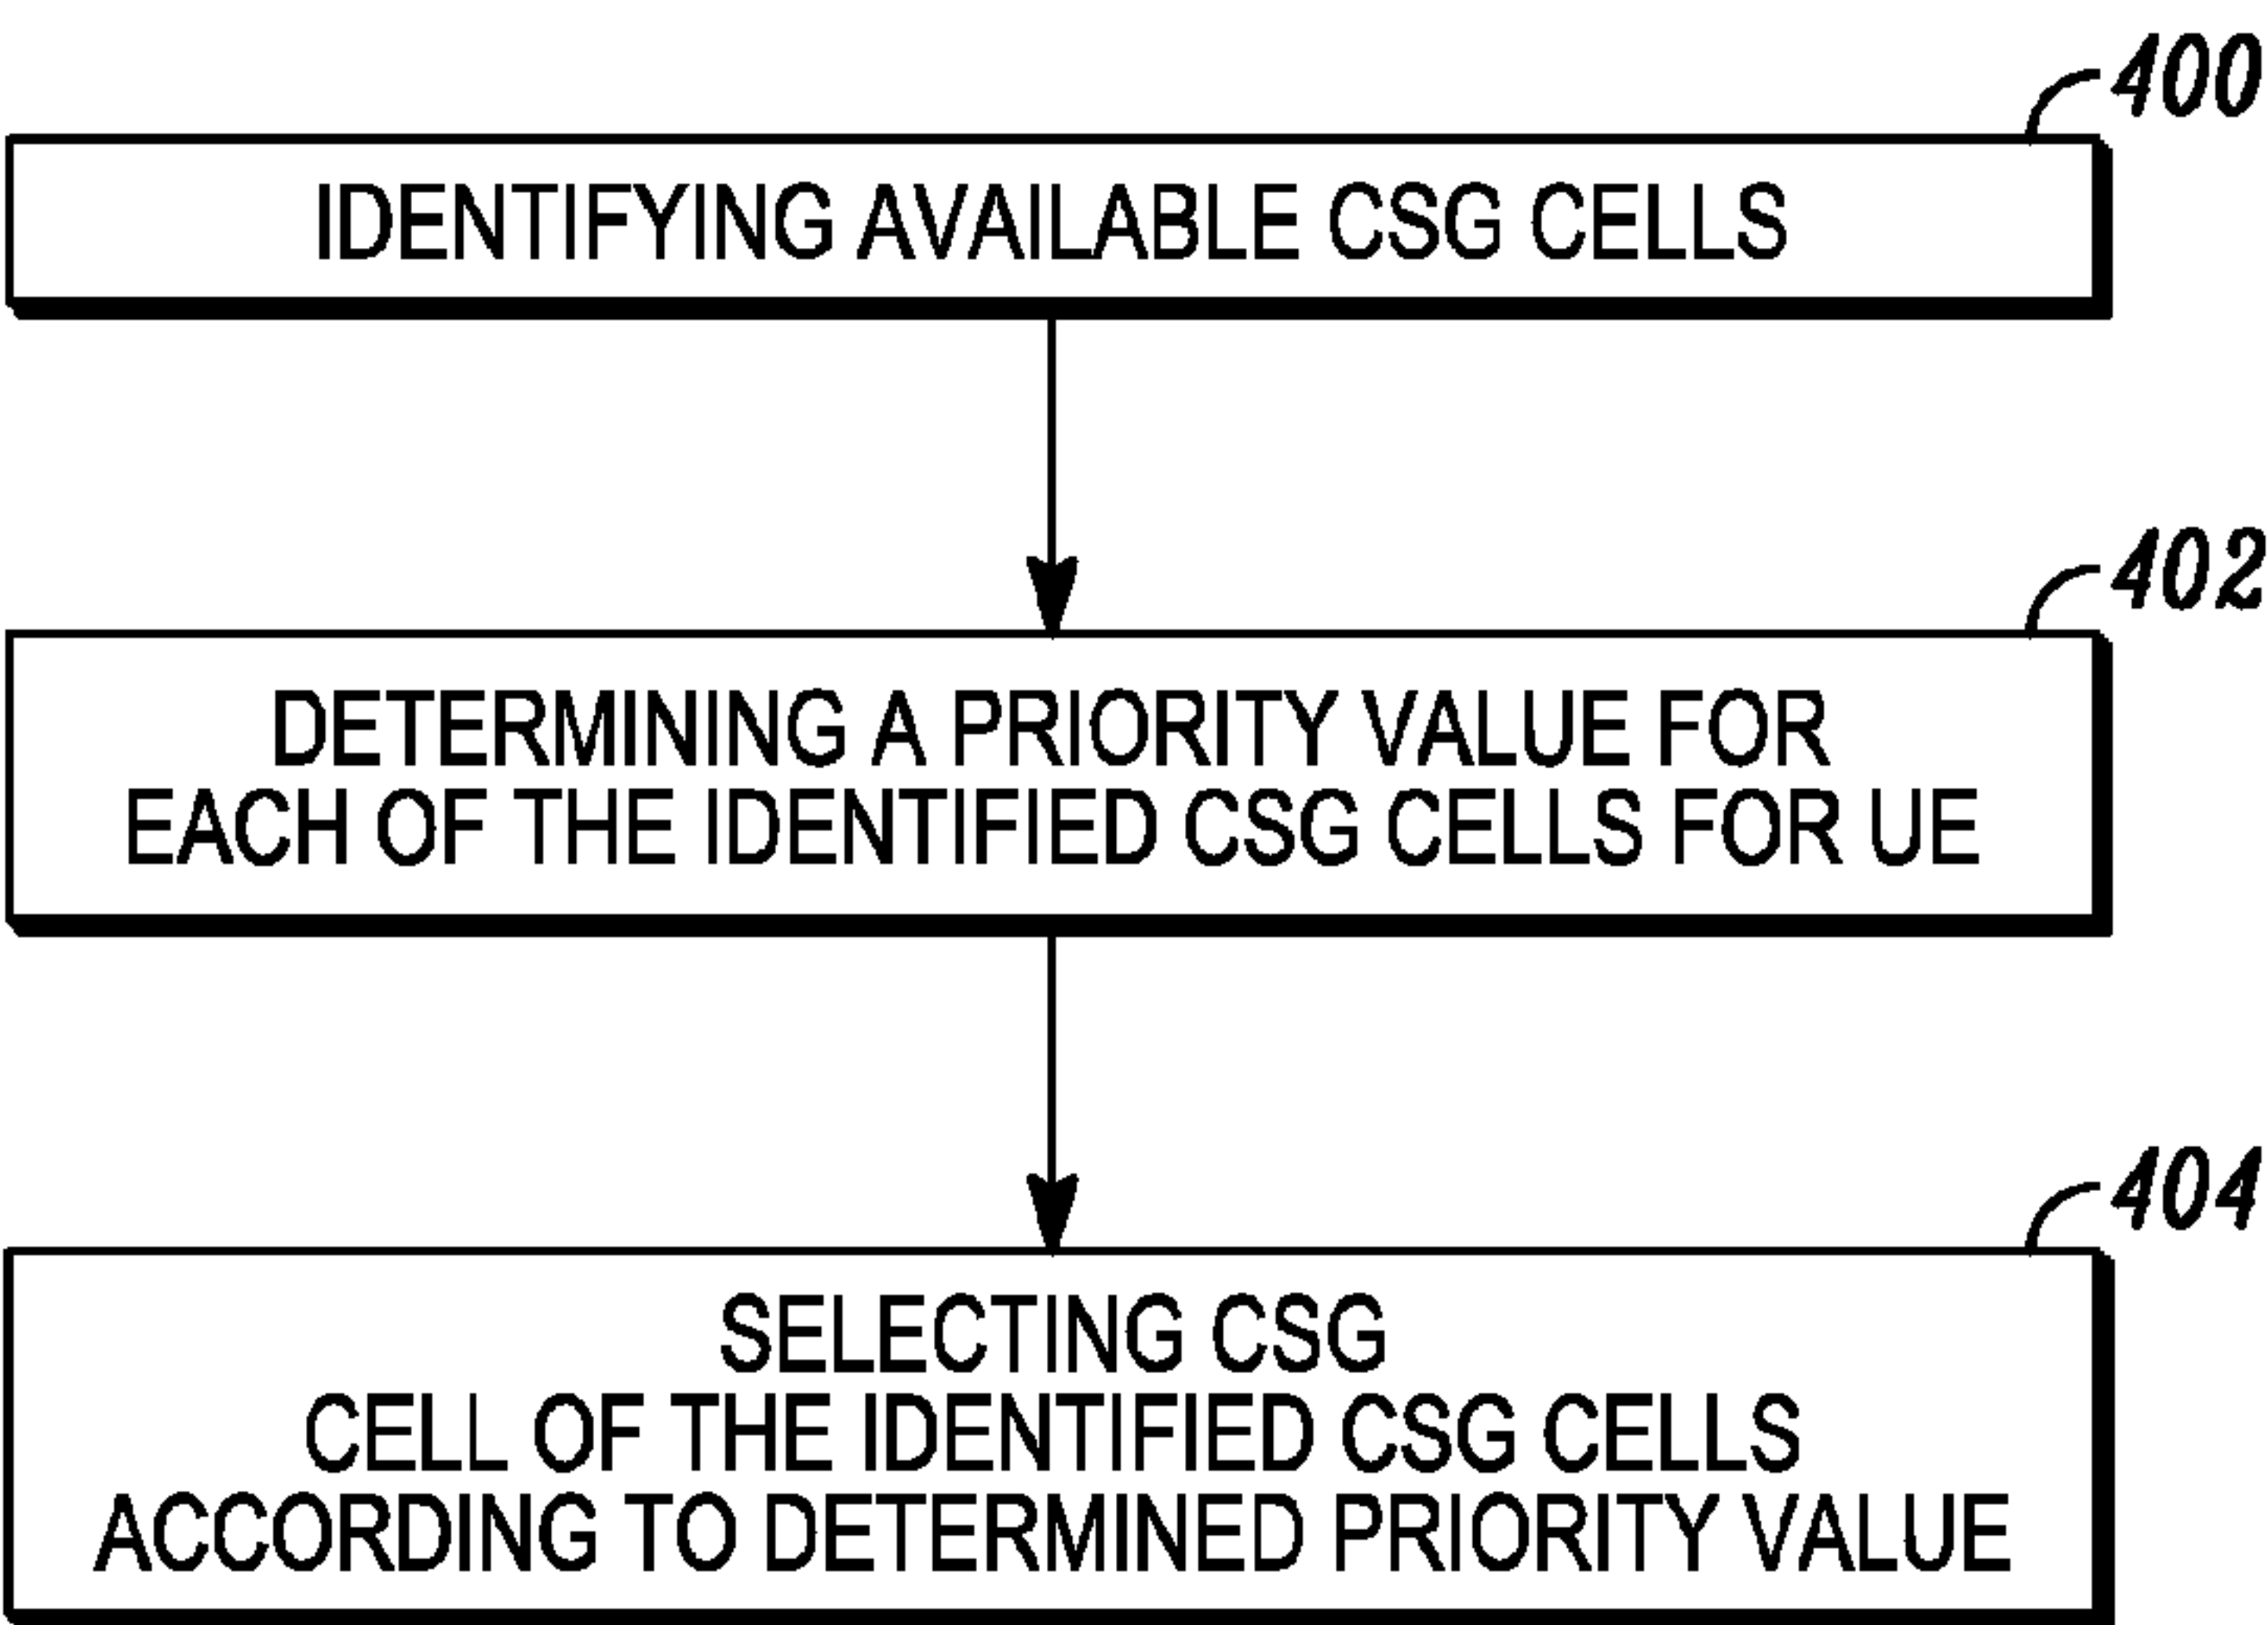 400
IDENTIFYING AVAILABLE CSG CELLS
402
DETERMINING A PRIORITY VALUE FOR
EACH OF THE IDENTIFIED CSG CELLS FOR UE
404
SELECTING CSG
CELL OF THE IDENTIFIED CSG CELLS
ACCORDING TO DETERMINED PRIORITY VALUE